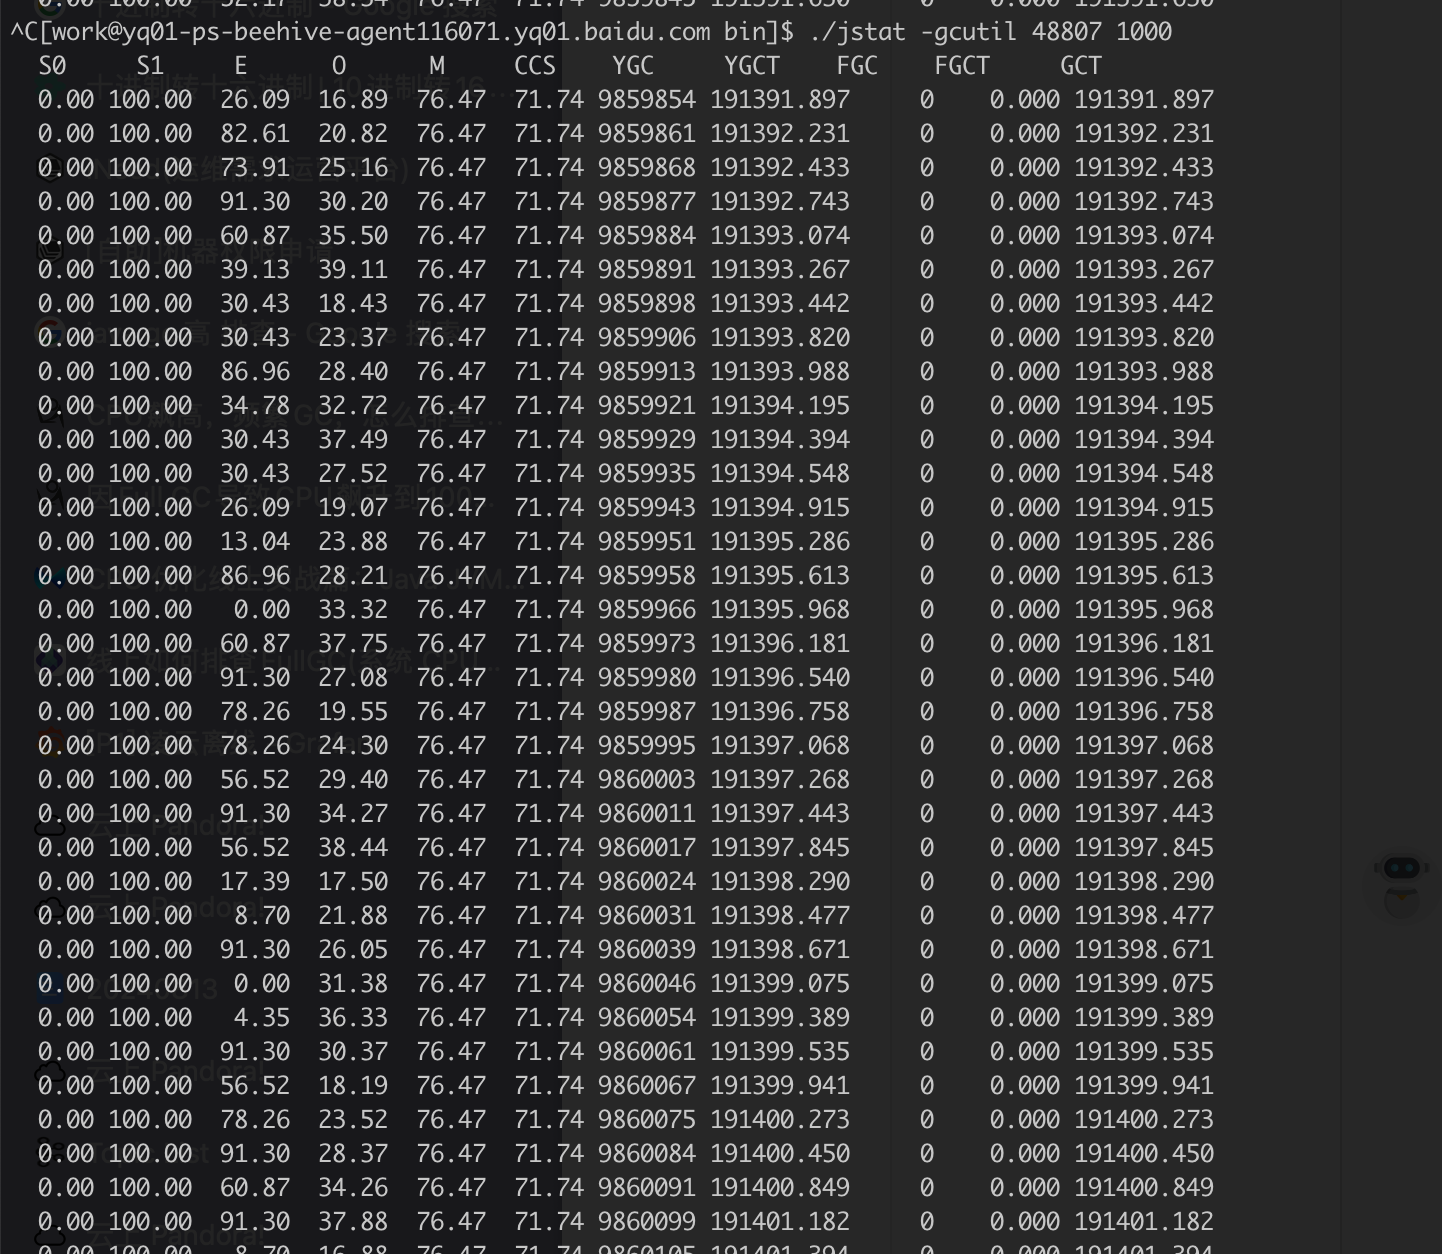 ^C[work@yq01-ps-beehive-agent116071.yq01.baidu.com bin]$ ./jstat -gcutil 48807 1000
S0 S1 E O M CCS YGC YGCT FGC FGCT GCT
0.00 100.00 26.09 16.89 76.47 71.74 9859854 191391.897 0 0.000 191391.897
0.00 100.00 82.61 20.82 76.47 71.74 9859861 191392.231 0 0.000 191392.231
0.00 100.00 73.91 25.16 76.47 71.74 9859868 191392.433 0 0.000 191392.433
0.00 100.00 91.30 30.20 76.47 71.74 9859877 191392.743 0 0.000 191392.743
0.00 100.00 60.87 35.50 76.47 71.74 9859884 191393.074 0 0.000 191393.074
0.00 100.00 39.13 39.11 76.47 71.74 9859891 191393.267 0 0.000 191393.267
0.00 100.00 30.43 18.43 76.47 71.74 9859898 191393.442 0 0.000 191393.442
0.00 100.00 30.43 23.37 76.47 71.74 9859906 191393.820 0 0.000 191393.820
0.00 100.00 86.96 28.40 76.47 71.74 9859913 191393.988 0 0.000 191393.988
0.00 100.00 34.78 32.72 76.47 71.74 9859921 191394.195 0 0.000 191394.195
0.00 100.00 30.43 37.49 76.47 71.74 9859929 191394.394 0 0.000 191394.394
0.00 100.00 30.43 27.52 76.47 71.74 9859935 191394.548 0 0.000 191394.548
0.00 100.00 26.09 19.07 76.47 71.74 9859943 191394.915 0 0.000 191394.915
0.00 100.00 13.04 23.88 76.47 71.74 9859951 191395.286 0 0.000 191395.286
0.00 100.00 86.96 28.21 76.47 71.74 9859958 191395.613 0 0.000 191395.613
0.00 100.00 0.00 33.32 76.47 71.74 9859966 191395.968 0 0.000 191395.968
0.00 100.00 60.87 37.75 76.47 71.74 9859973 191396.181 0 0.000 191396.181
0.00 100.00 91.30 27.08 76.47 71.74 9859980 191396.540 0 0.000 191396.540
0.00 100.00 78.26 19.55 76.47 71.74 9859987 191396.758 0 0.000 191396.758
0.00 100.00 78.26 24.30 76.47 71.74 9859995 191397.068 0 0.000 191397.068
0.00 100.00 56.52 29.40 76.47 71.74 9860003 191397.268 0 0.000 191397.268
0.00 100.00 91.30 34.27 76.47 71.74 9860011 191397.443 0 0.000 191397.443
0.00 100.00 56.52 38.44 76.47 71.74 9860017 191397.845 0 0.000 191397.845
0.00 100.00 17.39 17.50 76.47 71.74 9860024 191398.290 0 0.000 191398.290
0.00 100.00 8.70 21.88 76.47 71.74 9860031 191398.477 0 0.000 191398.477
0.00 100.00 91.30 26.05 76.47 71.74 9860039 191398.671 0 0.000 191398.671
0.00 100.00 0.00 31.38 76.47 71.74 9860046 191399.075 0 0.000 191399.075
0.00 100.00 4.35 36.33 76.47 71.74 9860054 191399.389 0 0.000 191399.389
0.00 100.00 91.30 30.37 76.47 71.74 9860061 191399.535 0 0.000 191399.535
0.00 100.00 56.52 18.19 76.47 71.74 9860067 191399.941 0 0.000 191399.941
0.00 100.00 78.26 23.52 76.47 71.74 9860075 191400.273 0 0.000 191400.273
0.00 100.00 91.30 28.37 76.47 71.74 9860084 191400.450 0 0.000 191400.450
0.00 100.00 60.87 34.26 76.47 71.74 9860091 191400.849 0 0.000 191400.849
0.00 100.00 91.30 37.88 76.47 71.74 9860099 191401.182 0 0.000 191401.182
0.00 100.00 8.70 16.88 76.47 71.74 9860105 191401.394 0 0.000 191401.394